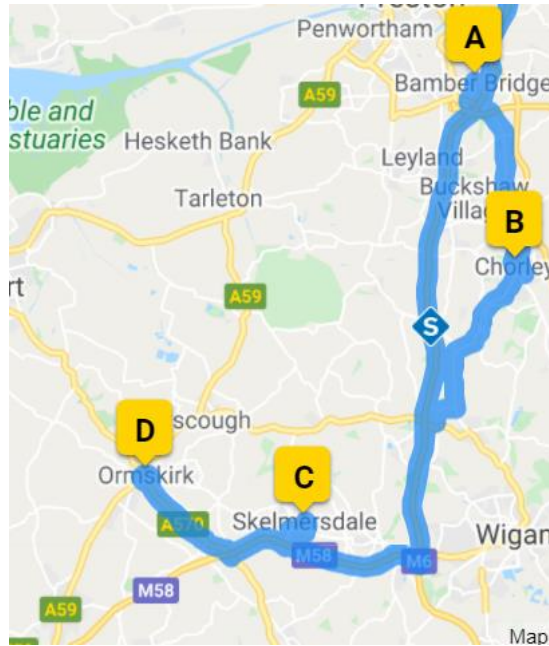 Preston
Penwortham
A
Bamber Bridge
A59
ble and
stuaries
Hesketh Bank
Leyland
Tarleton
Buckshaw
Villag
B
Chorley
rt
A59
S
scough
D
C
Ormskirk
A570
Skelmersdale
Wigan
M58
M6
M58
A59
Map